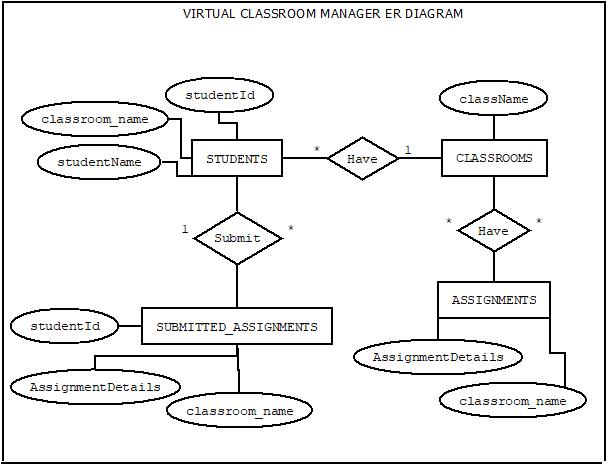 VIRTUAL CLASSROOM MANAGER ER DIAGRAM
studentId
className
classroom_name
studentName
STUDENTS
*
Have
1
CLASSROOMS
1
Submit
*
*
Have
*
ASSIGNMENTS
studentId
SUBMITTED_ASSIGNMENTS
AssignmentDetails
AssignmentDetails
classroom_name
classroom_name